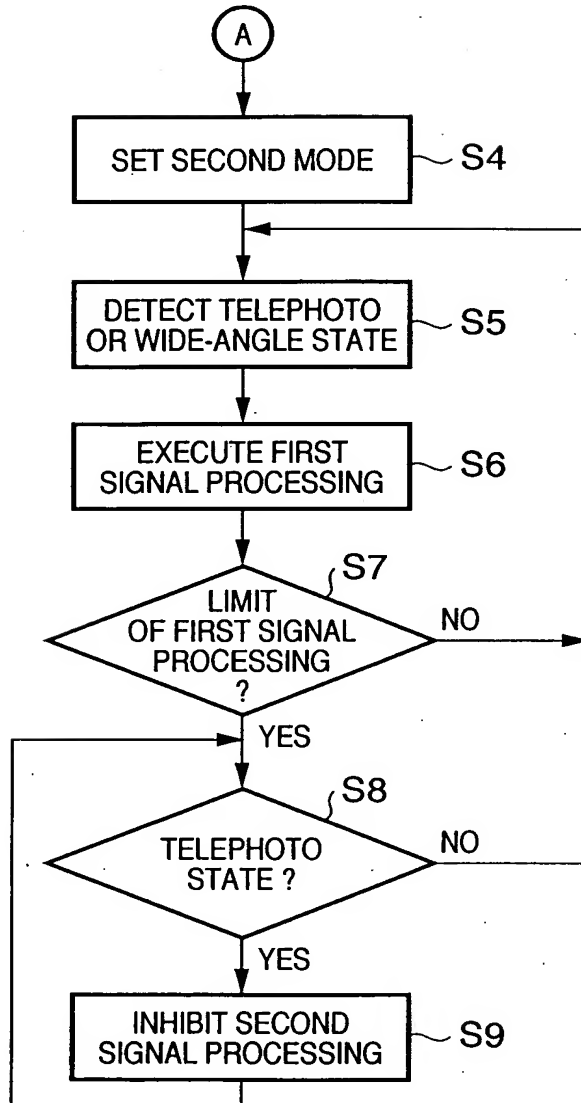 A
SET SECOND MODE
S4
DETECT TELEPHOTO
OR WIDE-ANGLE STATE
S5
EXECUTE FIRST
SIGNAL PROCESSING
S6
S7
LIMIT
OF FIRST SIGNAL
PROCESSING
?
NO
YES
S8
TELEPHOTO
STATE ?
NO
YES
INHIBIT SECOND
SIGNAL PROCESSING
S9